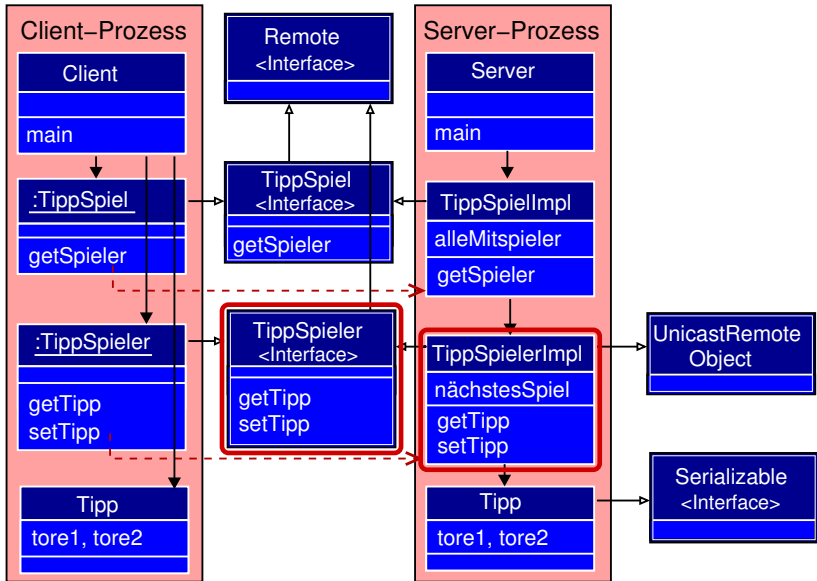 Client–Prozess
Client
main
:TippSpiel
getSpieler
:TippSpieler
getTipp
setTipp
Tipp
tore1, tore2
Remote
<Interface>
TippSpiel
<Interface>
getSpieler
TippSpieler
<Interface>
getTipp
setTipp
Server–Prozess
Server
main
TippSpielImpl
alleMitspieler
getSpieler
TippSpielerImpl
nächstesSpiel
getTipp
setTipp
Tipp
tore1, tore2
UnicastRemote
Object
Serializable
<Interface>